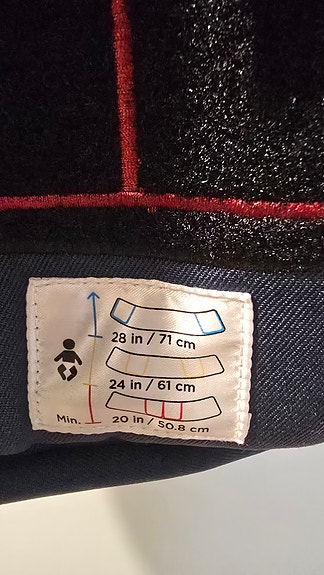 28 in / 71 cm
24 in / 61 cm
Min. 20 in / 50.8 cm